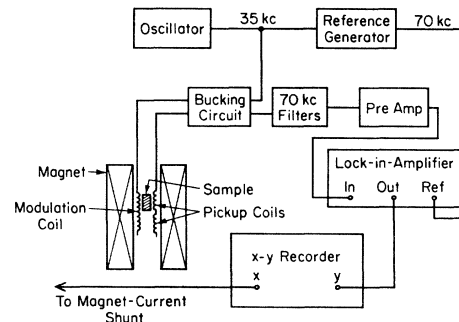 Oscillator
35 kc
Reference
Generator
70 kc
Bucking
Circuit
70 kc
Filters
Pre Amp
Magnet
Sample
Modulation
Coil
Pickup Coils
Lock-in-Amplifier
In
Out
Ref
x-y Recorder
x
y
To Magnet-Current
Shunt